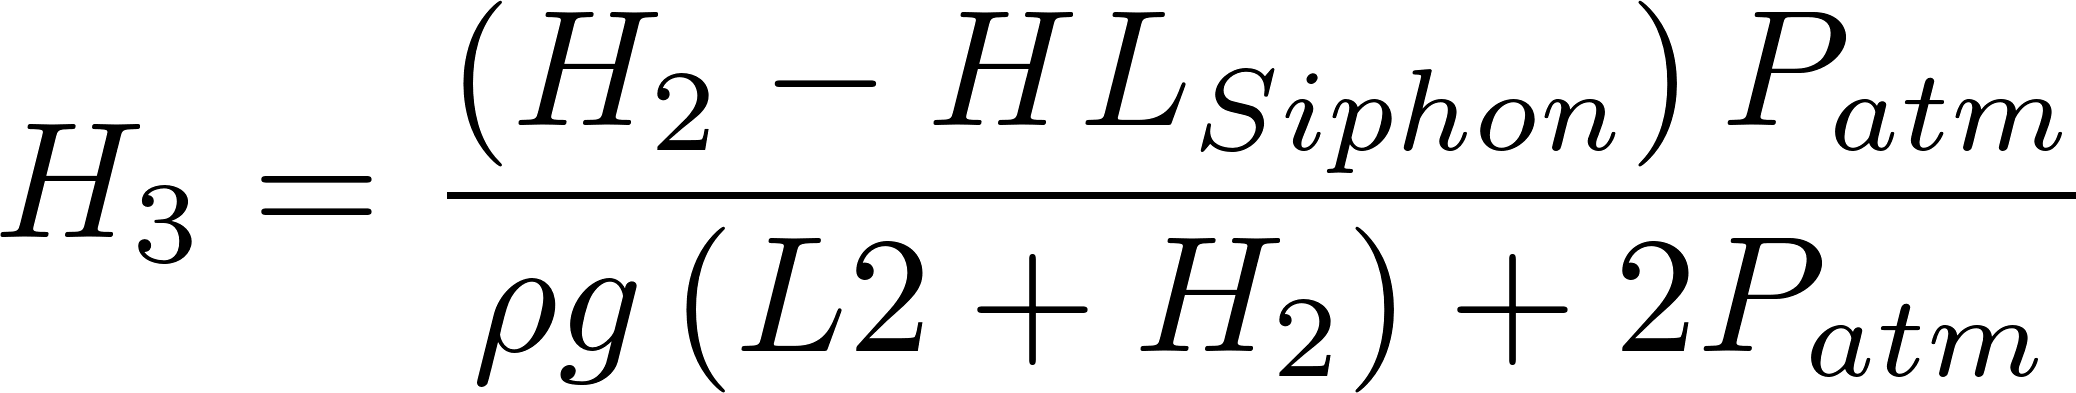 H_3 = \frac{(H_2 - HL_{Siphon}) P_{atm}}{\rho g (L2 + H_2) + 2P_{atm}}